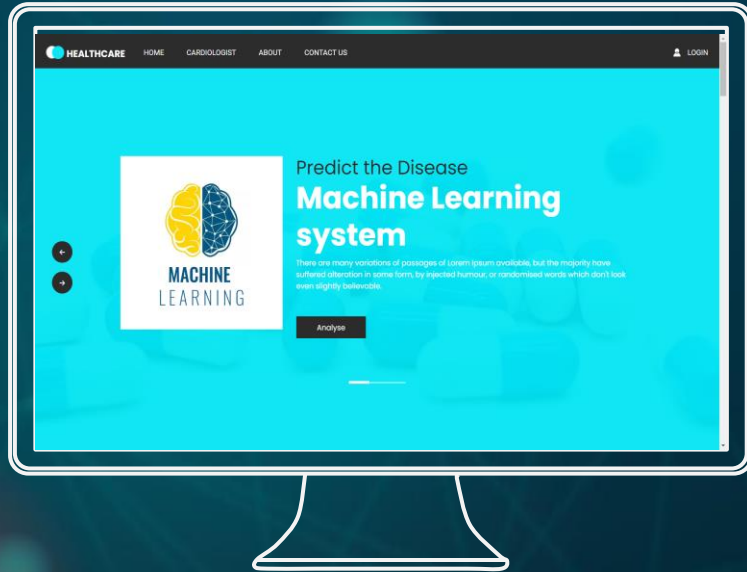 HEALTHCARE HOME CARDIOLOGIST ABOUT CONTACT US LOGIN
Predict the Disease
Machine Learning
system
There are many variations of passages of Lorem Ipsum available, but the majority have
suffered alteration in some form, by injected humour, or randomised words which don't look
even slightly believable.
MACHINE
LEARNING
Analyse